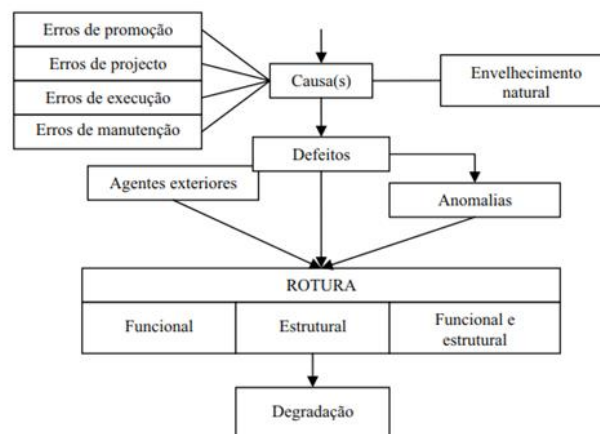 Erros de promoção
Erros de projecto
Erros de execução
Erros de manutenção
Causa(s)
Envelhecimento
natural
Defeitos
Agentes exteriores
Anomalias
ROTURA
Funcional
Estrutural
Funcional e
estrutural
Degradação